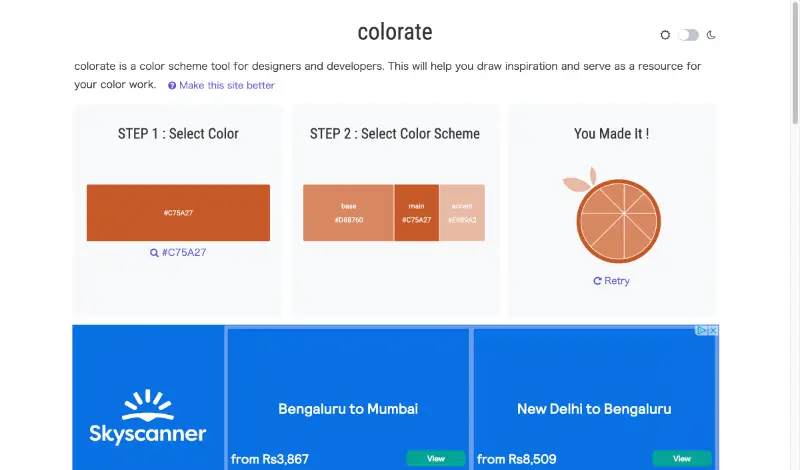 colorate
colorate is a color scheme tool for designers and developers. This will help you draw inspiration and serve as a resource for
your color work. Make this site better
STEP 1 : Select Color
#C75A27
#C75A27
STEP 2 : Select Color Scheme
base
#D88760
main
#C75A27
accent
#E9B9A2
You Made It !
Retry
Skyscanner
Bengaluru to Mumbai
from Rs3,867
View
New Delhi to Bengaluru
from Rs8,509
View